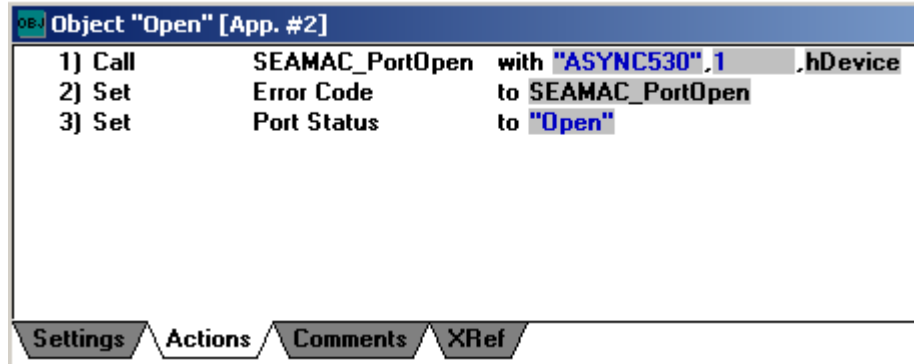 OBJ Object "Open" [App. #2]
1) Call SEAMAC_PortOpen with "ASYNC530",1 ,hDevice
2) Set Error Code to SEAMAC_PortOpen
3) Set Port Status to "Open"
Settings Actions Comments XRef